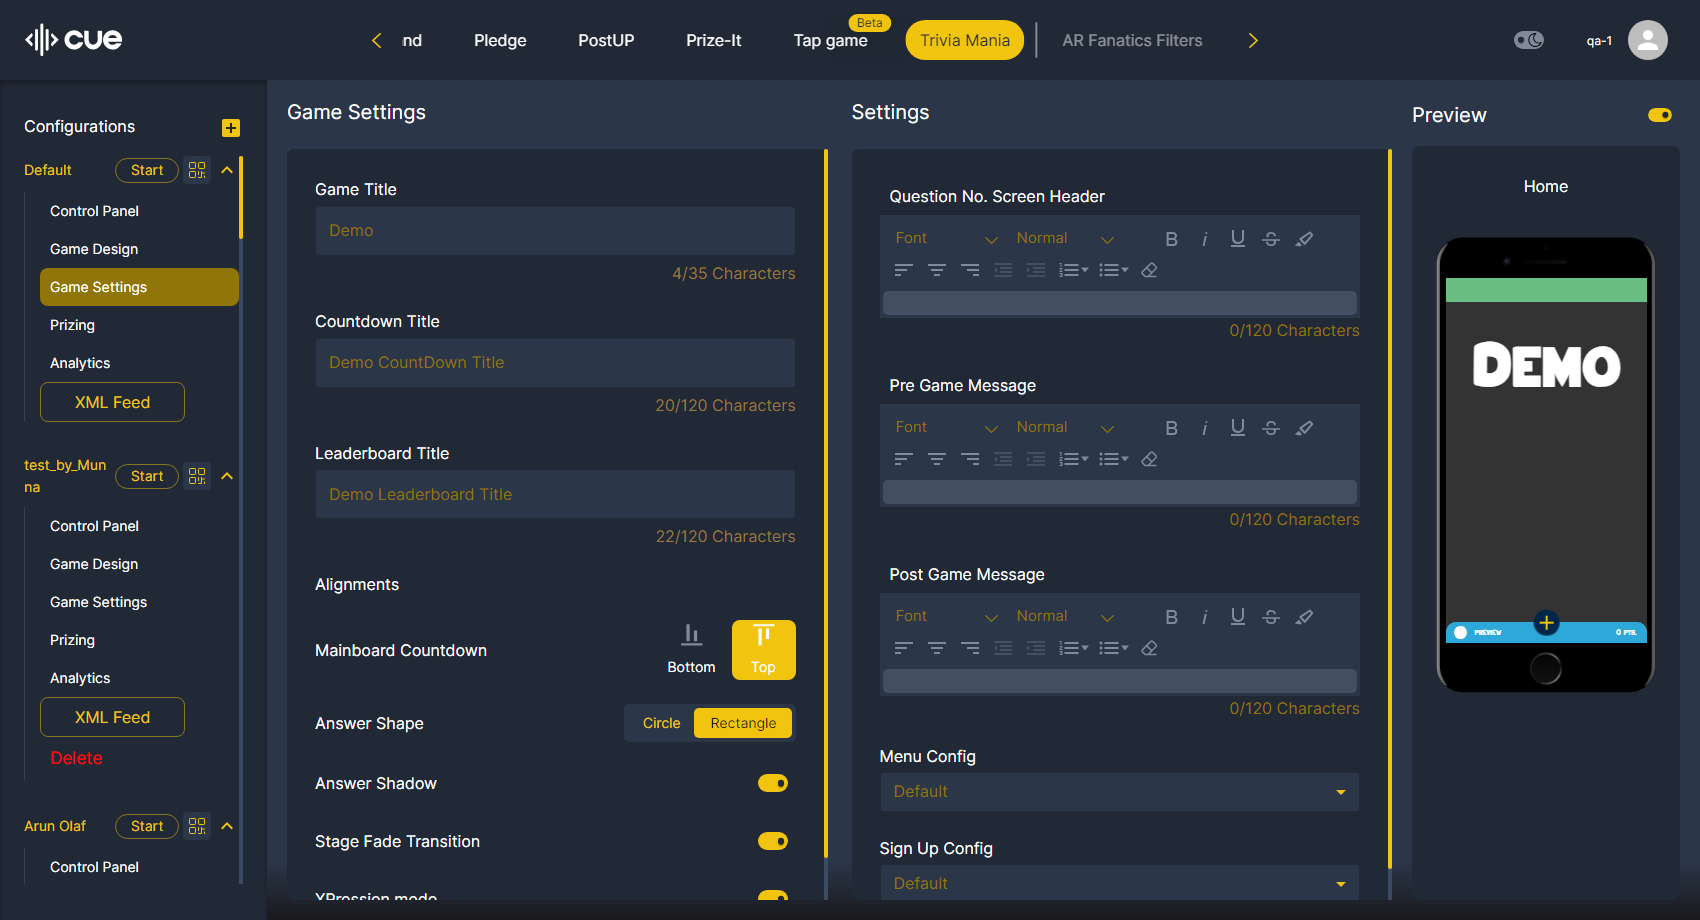 cue
nd
Pledge
PostUP
Prize-It
Tap game
Beta
Trivia Mania
AR Fanatics Filters
qa-1
Configurations
Default
Start
Control Panel
Game Design
Game Settings
Prizing
Analytics
XML Feed
test_by_Mun
na
Start
Control Panel
Game Design
Game Settings
Prizing
Analytics
XML Feed
Delete
Arun Olaf
Start
Control Panel
Game Settings
Game Title
Demo
4/35 Characters
Countdown Title
Demo CountDown Title
20/120 Characters
Leaderboard Title
Demo Leaderboard Title
22/120 Characters
Alignments
Mainboard Countdown
Bottom
Top
Answer Shape
Circle
Rectangle
Answer Shadow
Stage Fade Transition
XPression mode
Settings
Question No. Screen Header
Font
Normal
B i U S
0/120 Characters
Pre Game Message
Font
Normal
B i U S
0/120 Characters
Post Game Message
Font
Normal
B i U S
0/120 Characters
Menu Config
Default
Sign Up Config
Default
Preview
Home
DEMO
PREVIEW
0 PTS.